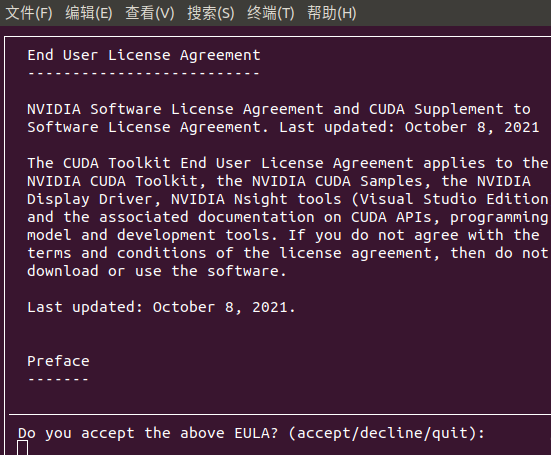 文件(F) 编辑(E) 查看(V) 搜索(S) 终端(T) 帮助(H)
End User License Agreement
--------------------------
NVIDIA Software License Agreement and CUDA Supplement to
Software License Agreement. Last updated: October 8, 2021
The CUDA Toolkit End User License Agreement applies to the
NVIDIA CUDA Toolkit, the NVIDIA CUDA Samples, the NVIDIA
Display Driver, NVIDIA Nsight tools (Visual Studio Edition
and the associated documentation on CUDA APIs, programming
model and development tools. If you do not agree with the
terms and conditions of the license agreement, then do not
download or use the software.
Last updated: October 8, 2021.
Preface
-------
Do you accept the above EULA? (accept/decline/quit):